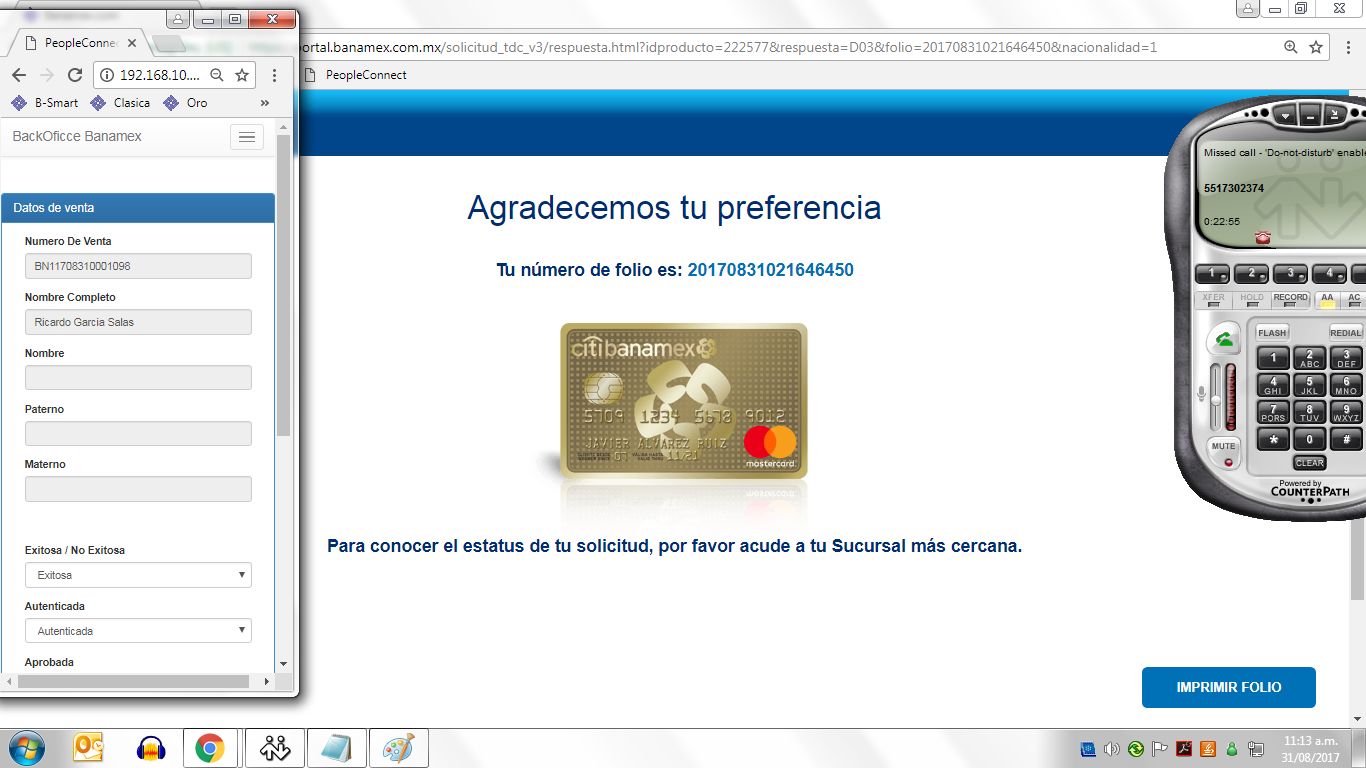 PeopleConnec
192.168.10....
B-Smart
Clasica
Oro
»
BackOficce Banamex
Datos de venta
Numero De Venta
BN11708310001098
Nombre Completo
Ricardo Garcia Salas
Nombre
Paterno
Materno
Exitosa / No Exitosa
Exitosa
Autenticada
Autenticada
Aprobada
ortal.banamex.com.mx/solicitud_tdc_v3/respuesta.html?idproducto=222577&respuesta=D03&folio=20170831021646450&nacionalidad=1
PeopleConnect
Agradecemos tu preferencia
Tu número de folio es: 20170831021646450
citibanamex
5709 1234 5678 9012
JAVIER ALVAREZ RUIZ
07 11/21
mastercard.
Para conocer el estatus de tu solicitud, por favor acude a tu Sucursal más cercana.
IMPRIMIR FOLIO
Missed call - 'Do-not-disturb' enable
5517302374
0:22:55
1 2 3 4
XFER HOLD RECORD AA AC
FLASH REDIAL
1 2 ABC 3 DEF
4 GHI 5 JKL 6 MNO
7 PQRS 8 TUV 9 WXYZ
* 0 #
MUTE
CLEAR
Powered by
COUNTERPATH
11:13 a.m.
31/08/2017